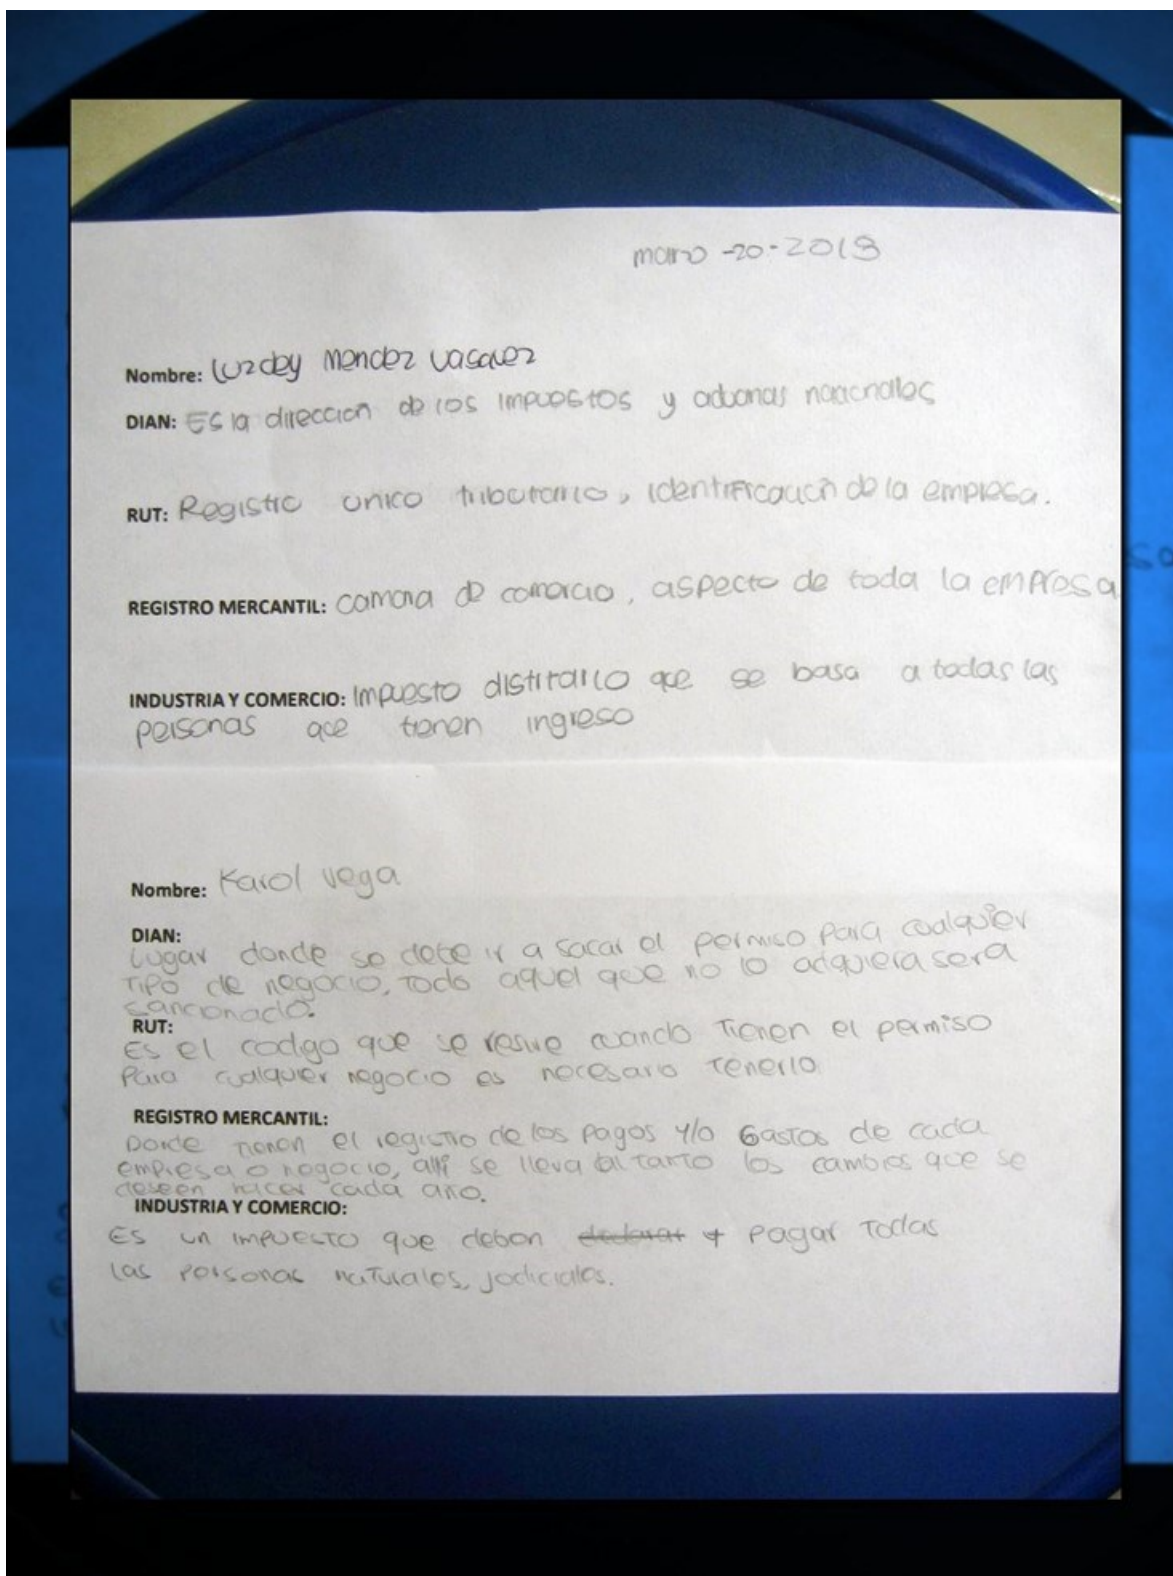 marzo -20-2013
Nombre: Luzdey Mendez Vasquez
DIAN: Es la direccion de los impuestos y aduanas nacionales
RUT: Registro unico tributario, identificacion de la empresa.
REGISTRO MERCANTIL: camara de comercio, aspecto de toda la empresa
INDUSTRIA Y COMERCIO: Impuesto distritario que se basa a todas las
personas que tienen ingreso
Nombre: Karol Vega
DIAN:
Lugar donde se debe ir a sacar el permiso para cualquier
tipo de negocio, todo aquel que no lo adquiera sera
sancionado.
RUT:
Es el codigo que se cuando tienen el permiso
para cualquier negocio es necesario tenerlo
REGISTRO MERCANTIL:
Donde tienen el registro de los pagos y/o Gastos de cada
empresa o negocio, alli se lleva al tanto los cambios que se
deseen hacer cada año.
INDUSTRIA Y COMERCIO:
Es un impuesto que deben declarar y pagar Todas
las personas naturales, judiciales.